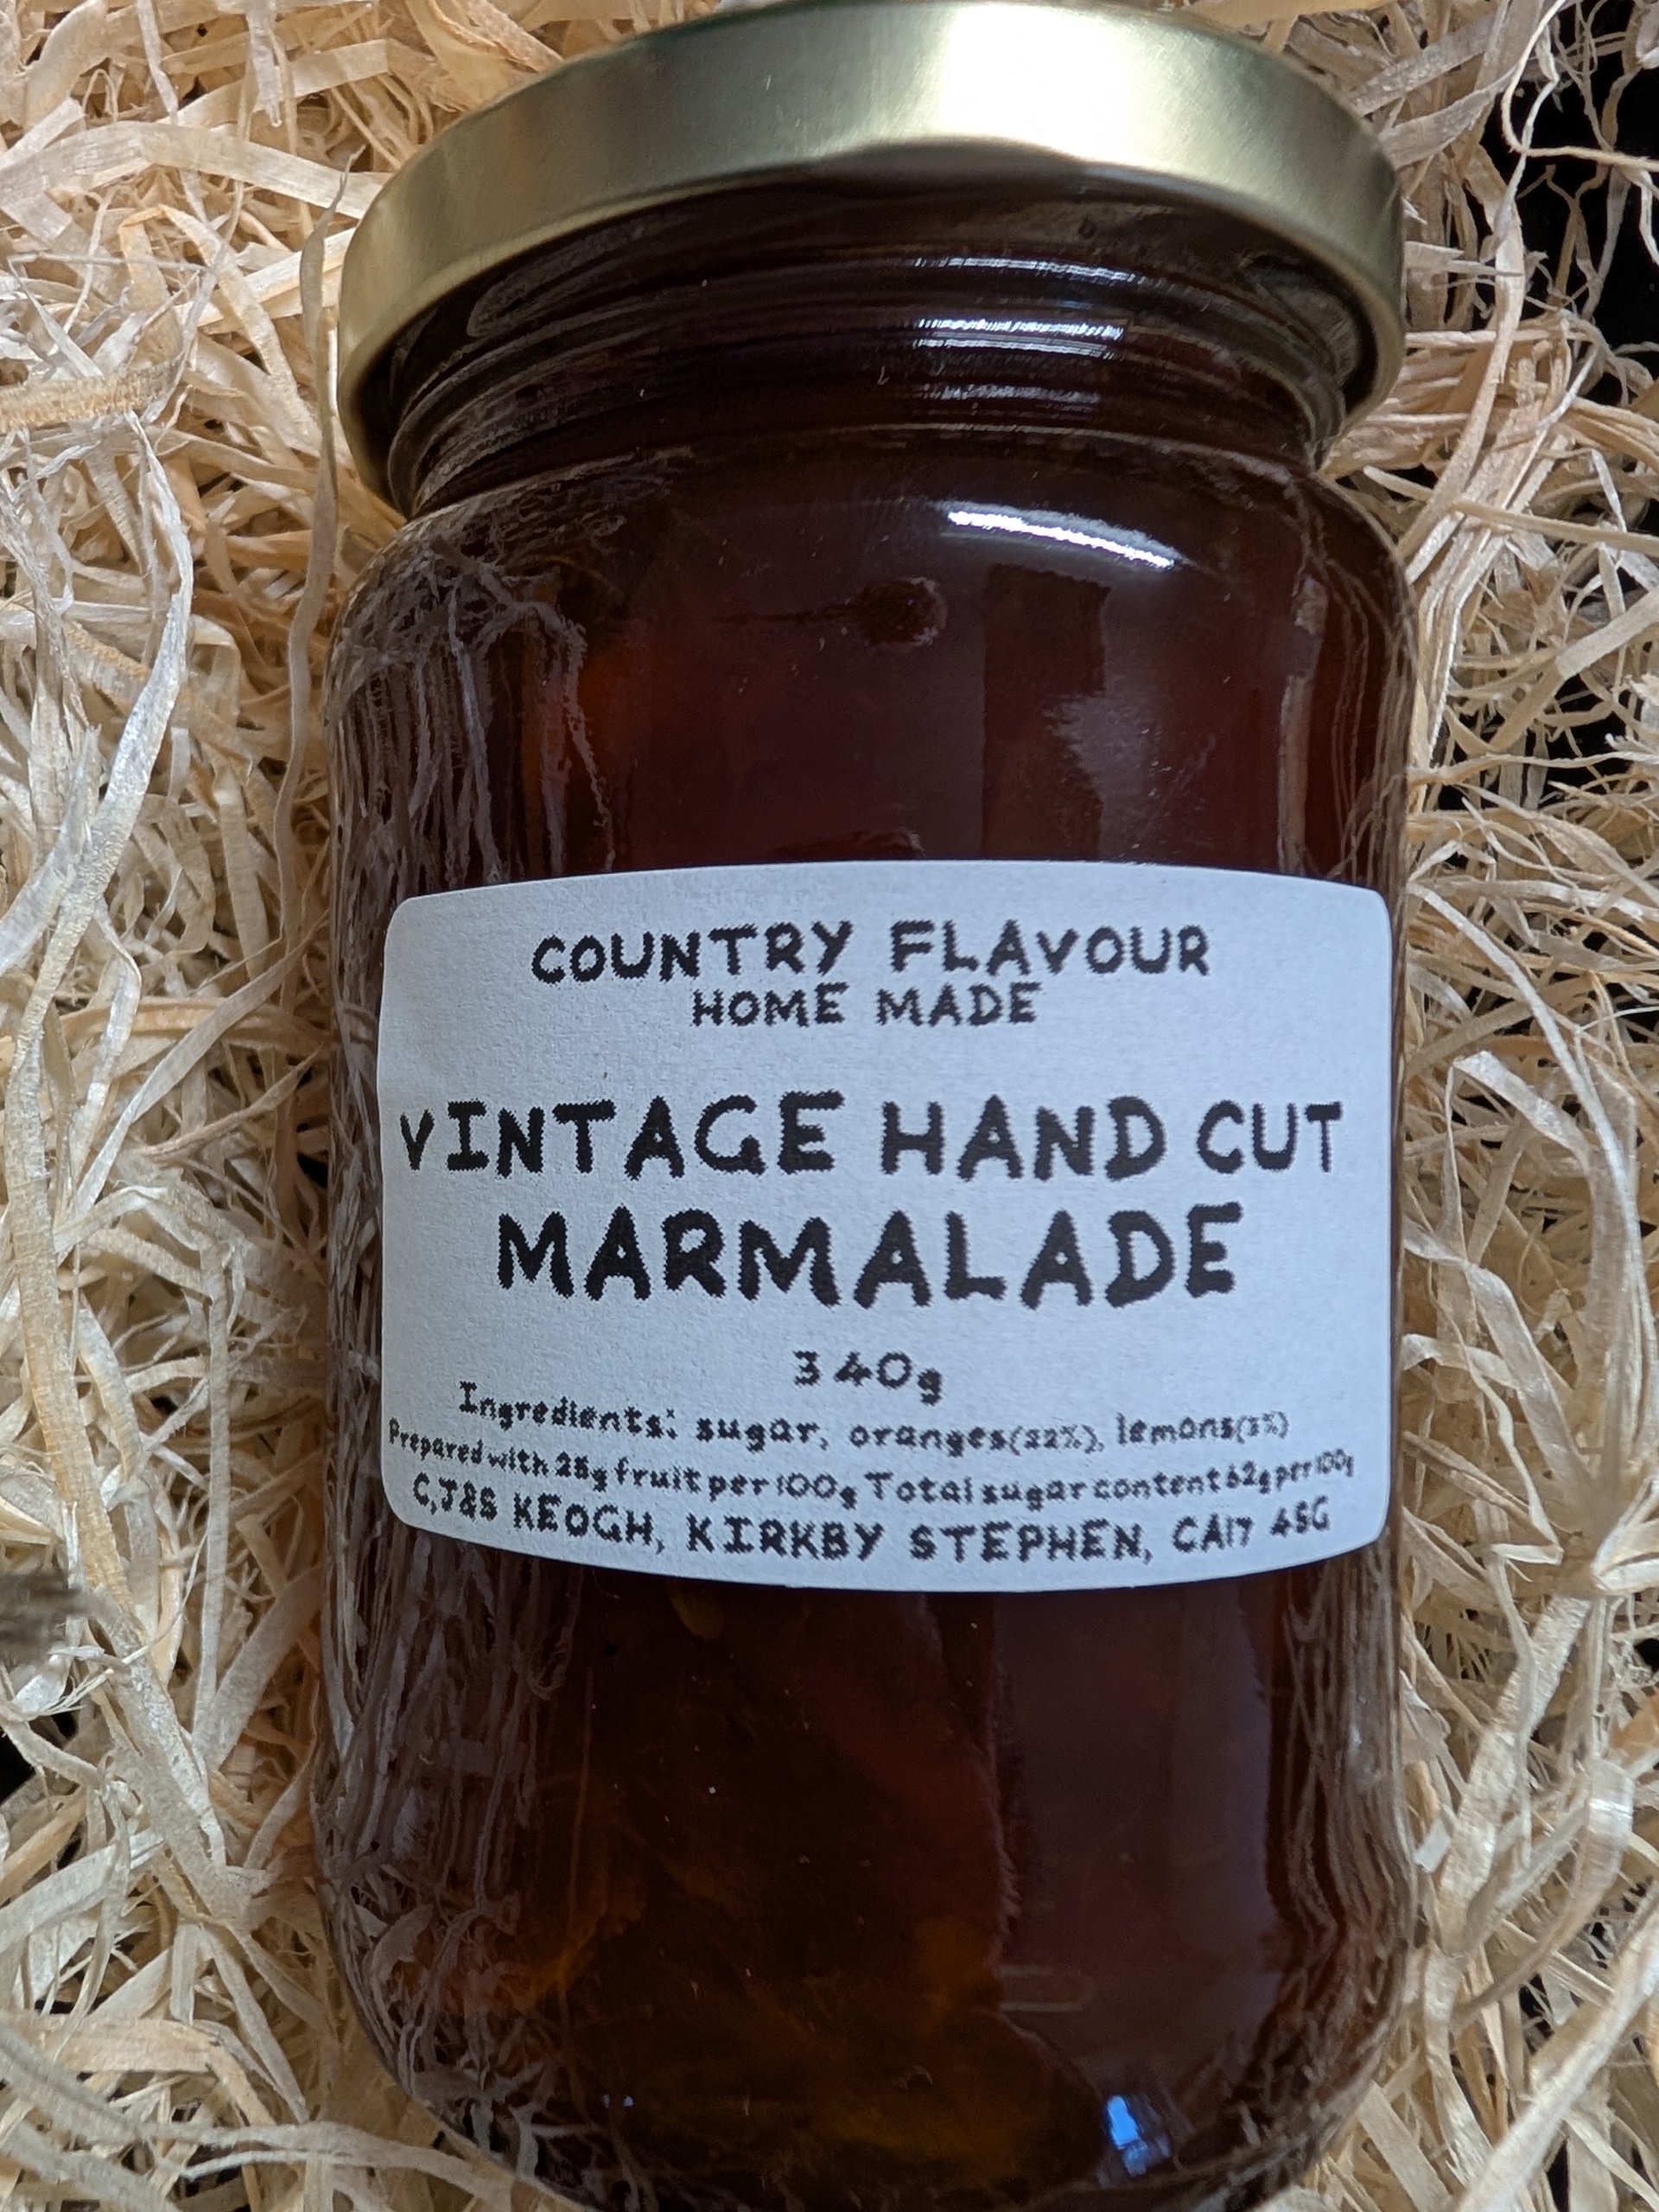 COUNTRY FLAVOUR
HOME MADE
VINTAGE HAND CUT
MARMALADE
340g
Ingredients: sugar, oranges(22%), lemons(3%)
Prepared with 25g fruit per 100g Total sugar content 62g per 100g
C,J&S KEOGH, KIRKBY STEPHEN, CA17 4SG